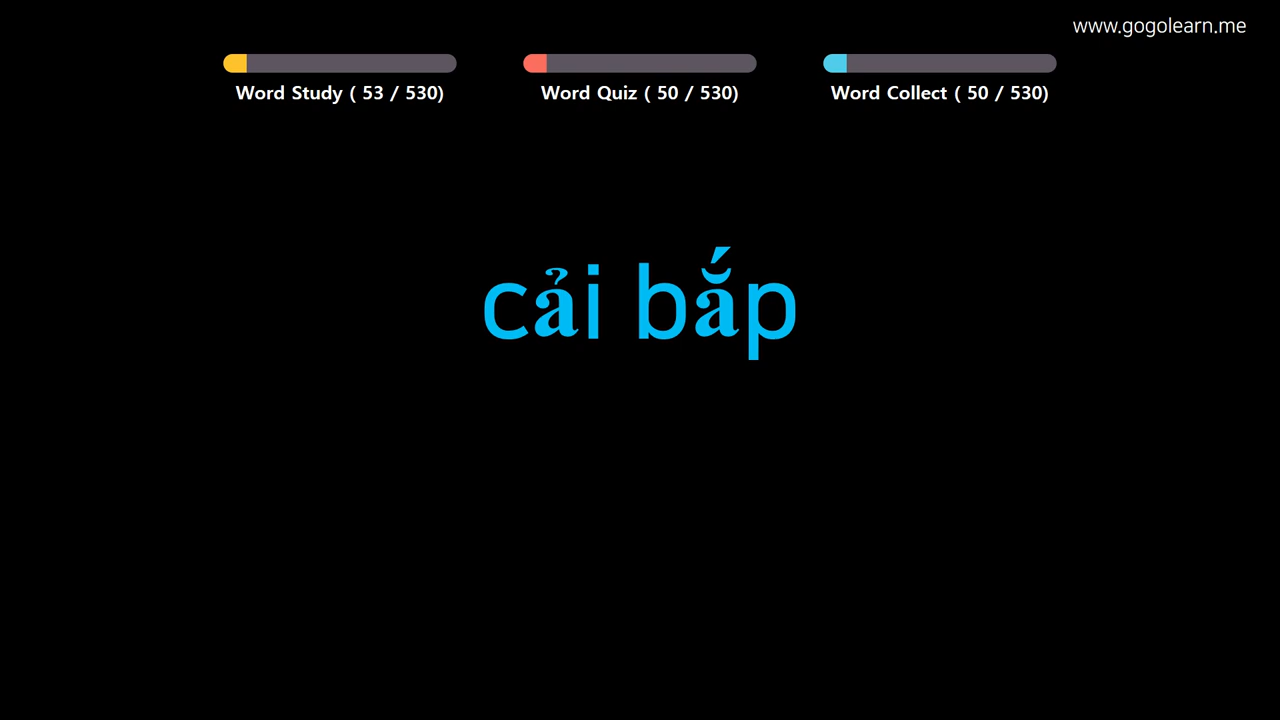 www.gogolearn.me
Word Study ( 53 / 530)
Word Quiz ( 50 / 530)
Word Collect ( 50 / 530)
cải bắp